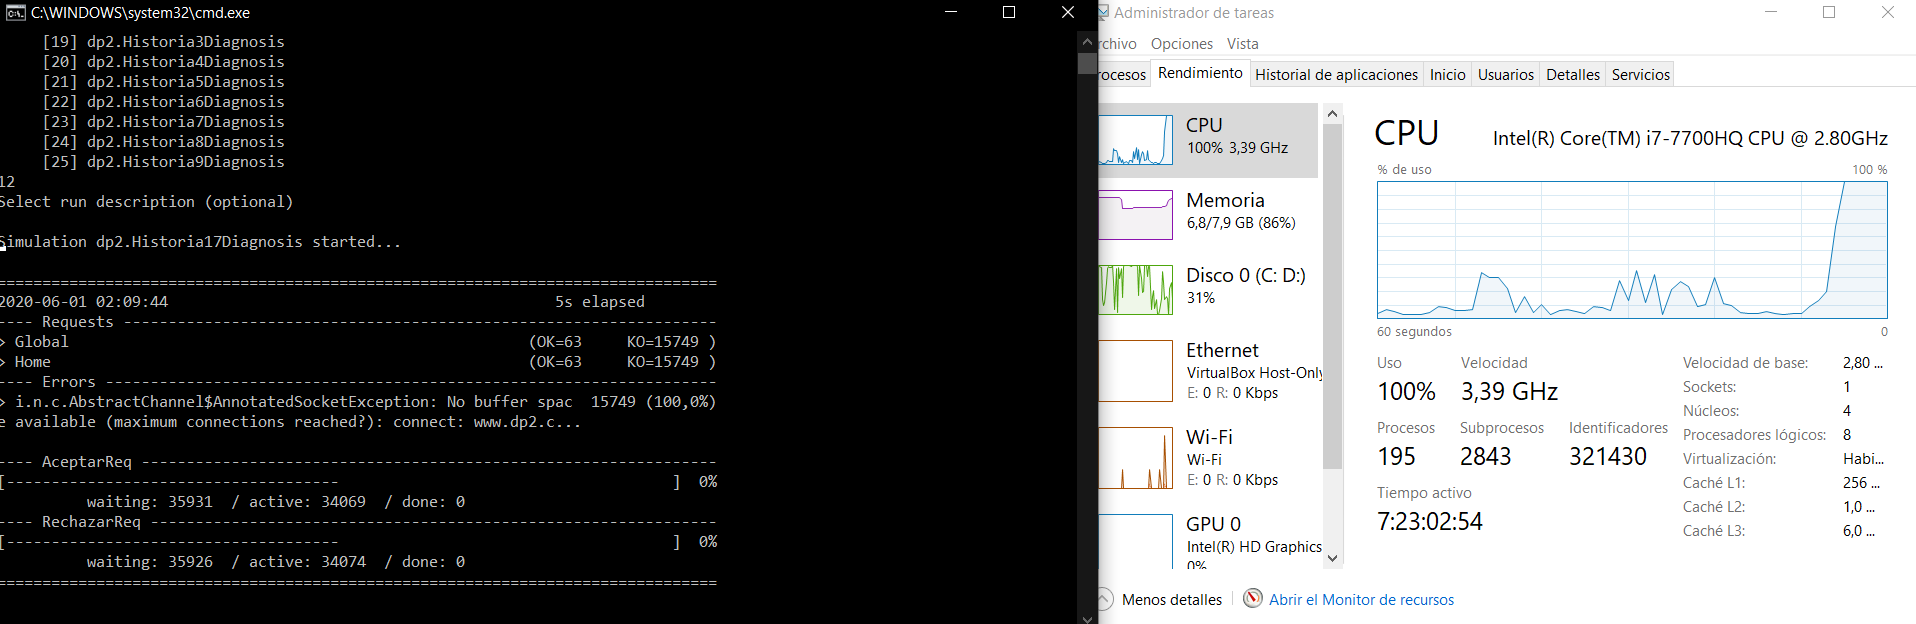 C:\WINDOWS\system32\cmd.exe
[19] dp2.Historia3Diagnosis
[20] dp2.Historia4Diagnosis
[21] dp2.Historia5Diagnosis
[22] dp2.Historia6Diagnosis
[23] dp2.Historia7Diagnosis
[24] dp2.Historia8Diagnosis
[25] dp2.Historia9Diagnosis
12
Select run description (optional)
Simulation dp2.Historia17Diagnosis started...
================================================================================
2020-06-01 02:09:44 5s elapsed
---- Requests ------------------------------------------------------------------
> Global (OK=63 KO=15749 )
> Home (OK=63 KO=15749 )
---- Errors --------------------------------------------------------------------
> i.n.c.AbstractChannel$AnnotatedSocketException: No buffer spac 15749 (100,0%)
e available (maximum connections reached?): connect: www.dp2.c...
---- AceptarReq ----------------------------------------------------------------
[-------------------------------------- ] 0%
waiting: 35931 / active: 34069 / done: 0
---- RechazarReq ---------------------------------------------------------------
[-------------------------------------- ] 0%
waiting: 35926 / active: 34074 / done: 0
================================================================================
Administrador de tareas
rchivo Opciones Vista
rocesos Rendimiento Historial de aplicaciones Inicio Usuarios Detalles Servicios
CPU
100% 3,39 GHz
Memoria
6,8/7,9 GB (86%)
Disco 0 (C: D:)
31%
Ethernet
VirtualBox Host-Only
E: 0 R: 0 Kbps
Wi-Fi
Wi-Fi
E: 0 R: 0 Kbps
GPU 0
Intel(R) HD Graphics
0%
CPU Intel(R) Core(TM) i7-7700HQ CPU @ 2.80GHz
% de uso 100 %
60 segundos 0
Uso Velocidad
100% 3,39 GHz
Procesos Subprocesos Identificadores
195 2843 321430
Tiempo activo
7:23:02:54
Velocidad de base: 2,80 ...
Sockets: 1
Núcleos: 4
Procesadores lógicos: 8
Virtualización: Habi...
Caché L1: 256 ...
Caché L2: 1,0 ...
Caché L3: 6,0 ...
Menos detalles Abrir el Monitor de recursos